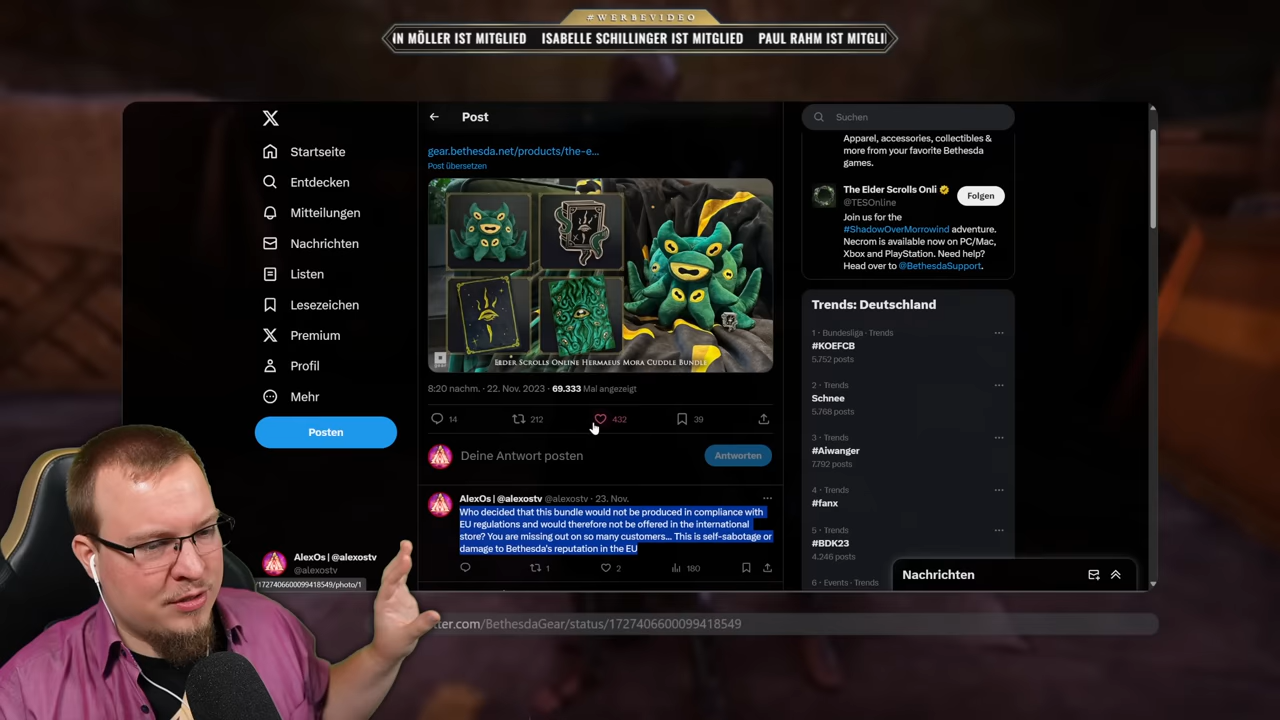 #WERBEVIDEO
IN MÖLLER IST MITGLIED ISABELLE SCHILLINGER IST MITGLIED PAUL RAHM IST MITGLI
Post
gear.bethesda.net/products/the-e...
Post übersetzen
gear
ELDER SCROLLS ONLINE HERMAEUS MORA CUDDLE BUNDLE
8:20 nachm. · 22. Nov. 2023 · 69.333 Mal angezeigt
14 212 432 39
Deine Antwort posten
Antworten
AlexOs | @alexostv @alexostv · 23. Nov.
Who decided that this bundle would not be produced in compliance with
EU regulations and would therefore not be offered in the international
store? You are missing out on so many customers... This is self-sabotage or
damage to Bethesda's reputation in the EU
1 2 180
X
Startseite
Entdecken
Mitteilungen
Nachrichten
Listen
Lesezeichen
Premium
Profil
Mehr
Posten
AlexOs | @alexostv
@alexostv
1727406600099418549/photo/1
Suchen
Apparel, accessories, collectibles &
more from your favorite Bethesda
games.
The Elder Scrolls Onli
@TESOnline
Folgen
Join us for the
#ShadowOverMorrowind adventure.
Necrom is available now on PC/Mac,
Xbox and PlayStation. Need help?
Head over to @BethesdaSupport.
Trends: Deutschland
1 · Bundesliga · Trends
#KOEFCB
5.752 posts
2 · Trends
Schnee
5.768 posts
3 · Trends
#Aiwanger
7.792 posts
4 · Trends
#fanx
5 · Trends
#BDK23
4.246 posts
6 · Events · Trends
Nachrichten
tter.com/BethesdaGear/status/1727406600099418549